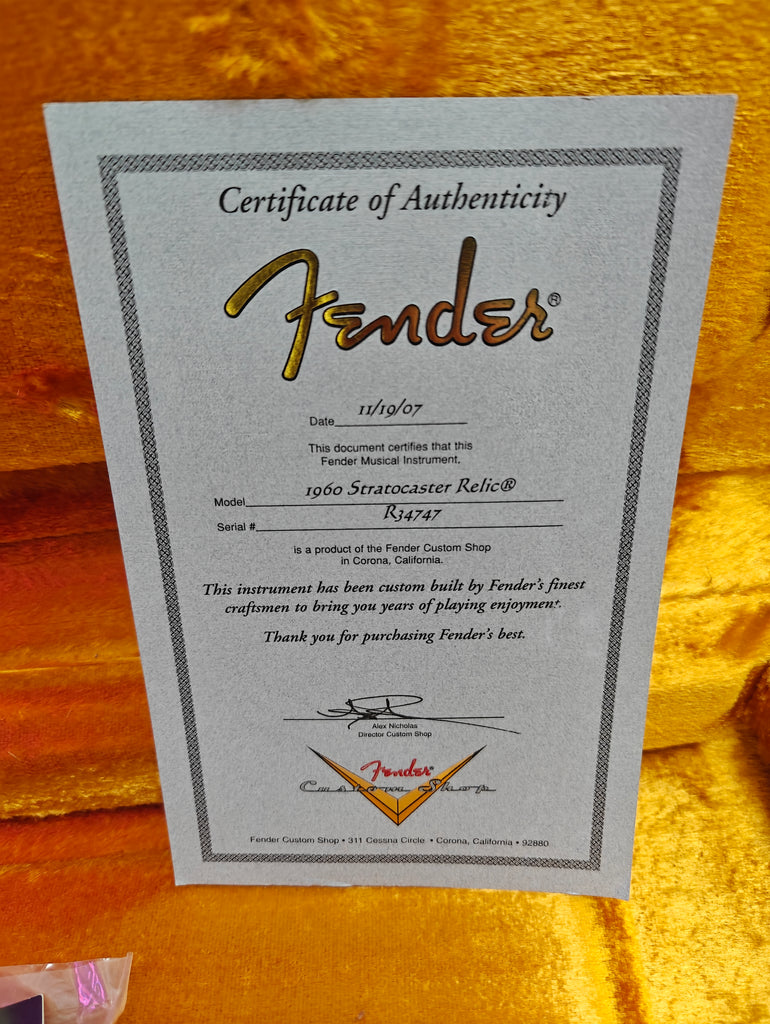 Certificate of Authenticity
Fender®
Date 11/19/07
This document certifies that this
Fender Musical Instrument,
Model 1960 Stratocaster Relic®
Serial # R34747
is a product of the Fender Custom Shop
in Corona, California.
This instrument has been custom built by Fender's finest
craftsmen to bring you years of playing enjoyment.
Thank you for purchasing Fender's best.
Alex Nicholas
Director Custom Shop
Fender®
Custom Shop
Fender Custom Shop • 311 Cessna Circle • Corona, California • 92880